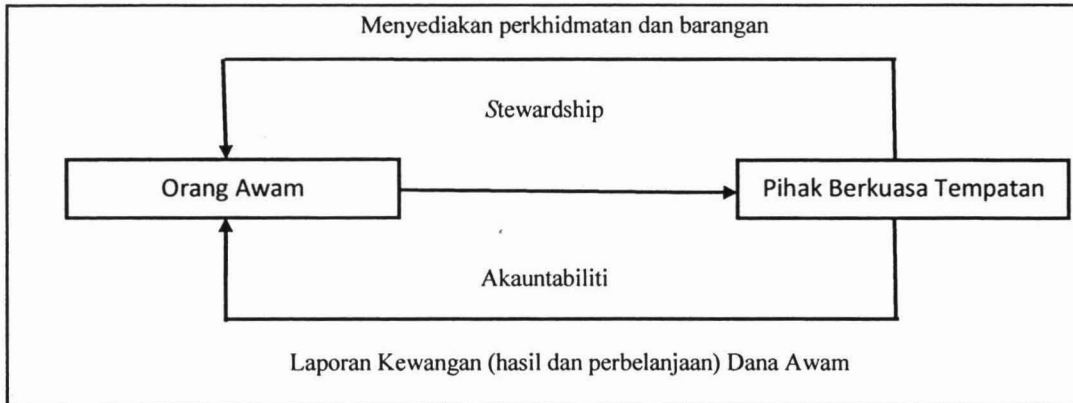 Menyediakan perkhidmatan dan barangan
Stewardship
Orang Awam
Pihak Berkuasa Tempatan
Akauntabiliti
Laporan Kewangan (hasil dan perbelanjaan) Dana Awam